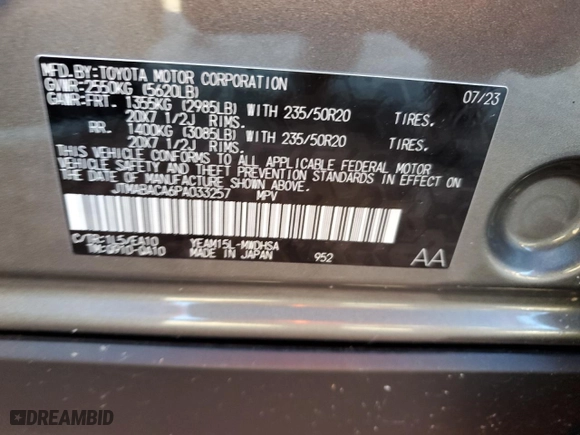 MFD.BY:TOYOTA MOTOR CORPORATION 07/23
GVWR:2550KG (5620LB)
GAWR:FRT. 1355KG (2985LB) WITH 235/50R20 TIRES.
20X7 1/2J RIMS.
RR. 1400KG (3085LB) WITH 235/50R20 TIRES.
20X7 1/2J RIMS.
THIS VEHICLE CONFORMS TO ALL APPLICABLE FEDERAL MOTOR
VEHICLE SAFETY AND THEFT PREVENTION STANDARDS IN EFFECT ON
THE DATE OF MANUFACTURE SHOWN ABOVE.
JTMABACA6PA033257 MPV
C/TR:1L5/EA10 YEAM15L-MWDHSA
MADE IN JAPAN 952 AA
DREAMBID